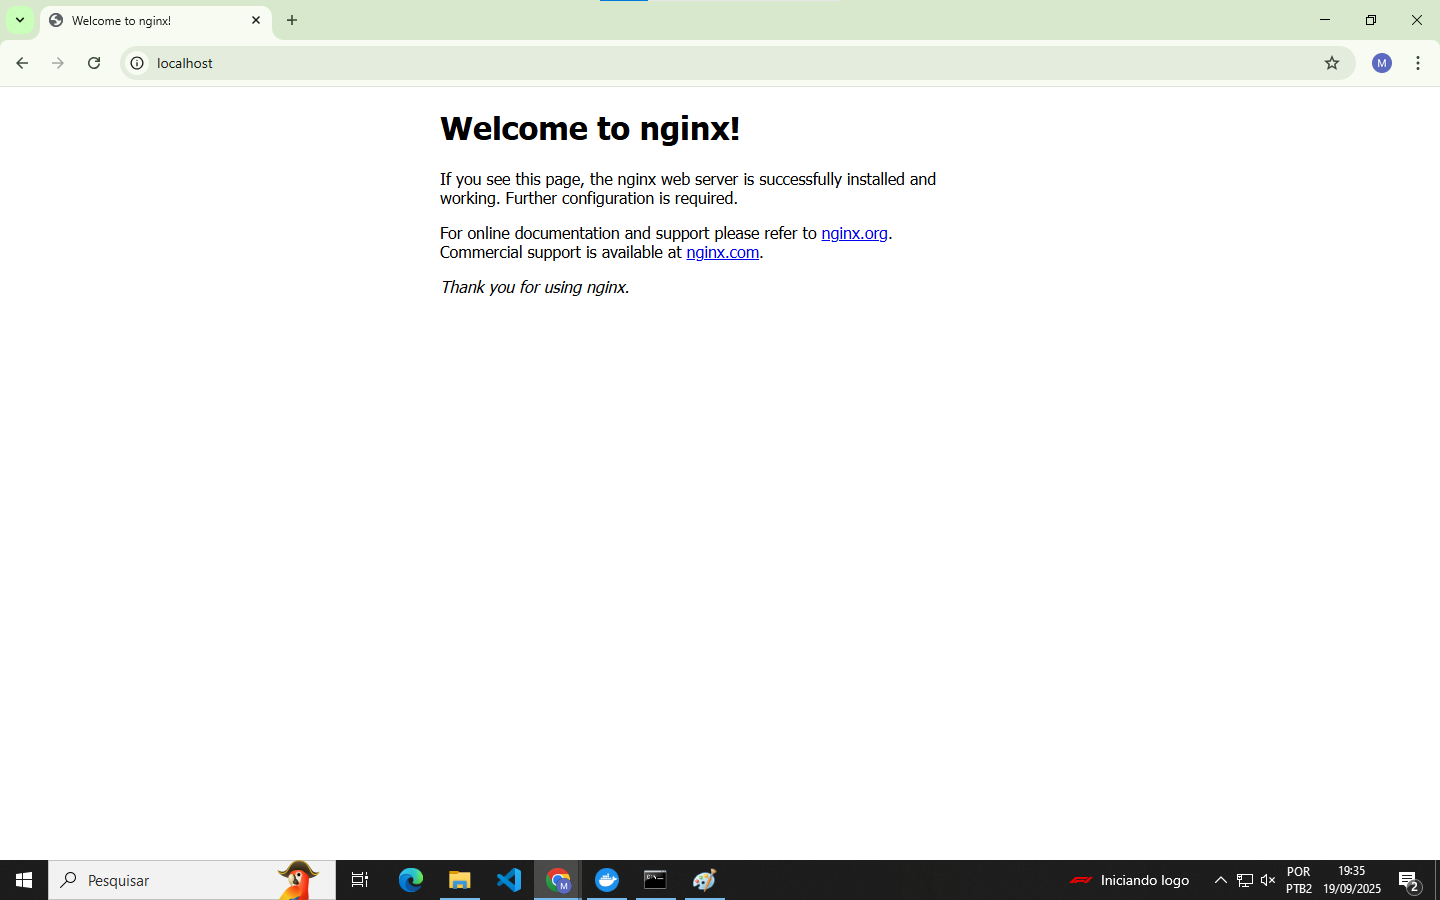 Welcome to nginx!
localhost
M
Welcome to nginx!
If you see this page, the nginx web server is successfully installed and
working. Further configuration is required.
For online documentation and support please refer to nginx.org.
Commercial support is available at nginx.com.
Thank you for using nginx.
Pesquisar
M
Iniciando logo
POR
PTB2
19:35
19/09/2025
2